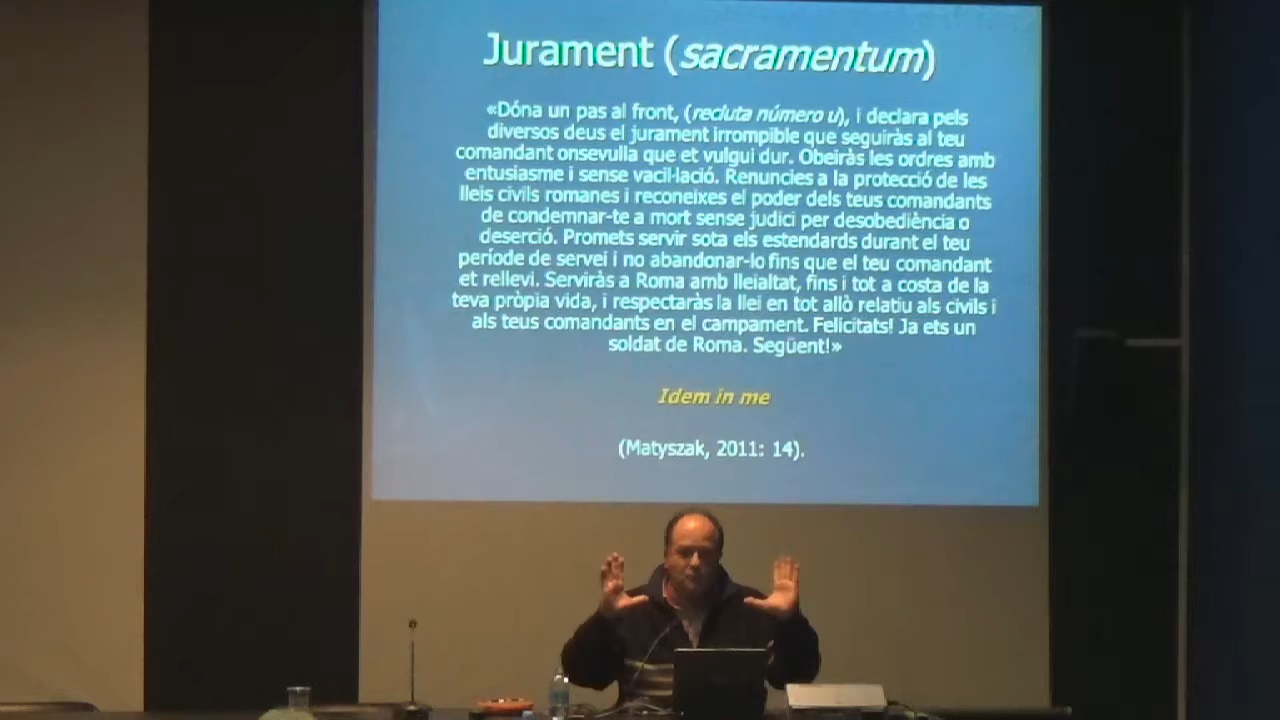 Jurament (sacramentum)
«Dóna un pas al front, (recluta número u), i declara pels
diversos deus el jurament irrompible que seguiràs al teu
comandant onsevulla que et vulgui dur. Obeiràs les ordres amb
entusiasme i sense vacil·lació. Renuncies a la protecció de les
lleis civils romanes i reconeixes el poder dels teus comandants
de condemnar-te a mort sense judici per desobediència o
deserció. Promets servir sota els estendards durant el teu
període de servei i no abandonar-lo fins que el teu comandant
et rellevi. Serviràs a Roma amb lleialtat, fins i tot a costa de la
teva pròpia vida, i respectaràs la llei en tot allò relatiu als civils i
als teus comandants en el campament. Felicitats! Ja ets un
soldat de Roma. Següent!»
Idem in me
(Matyszak, 2011: 14).